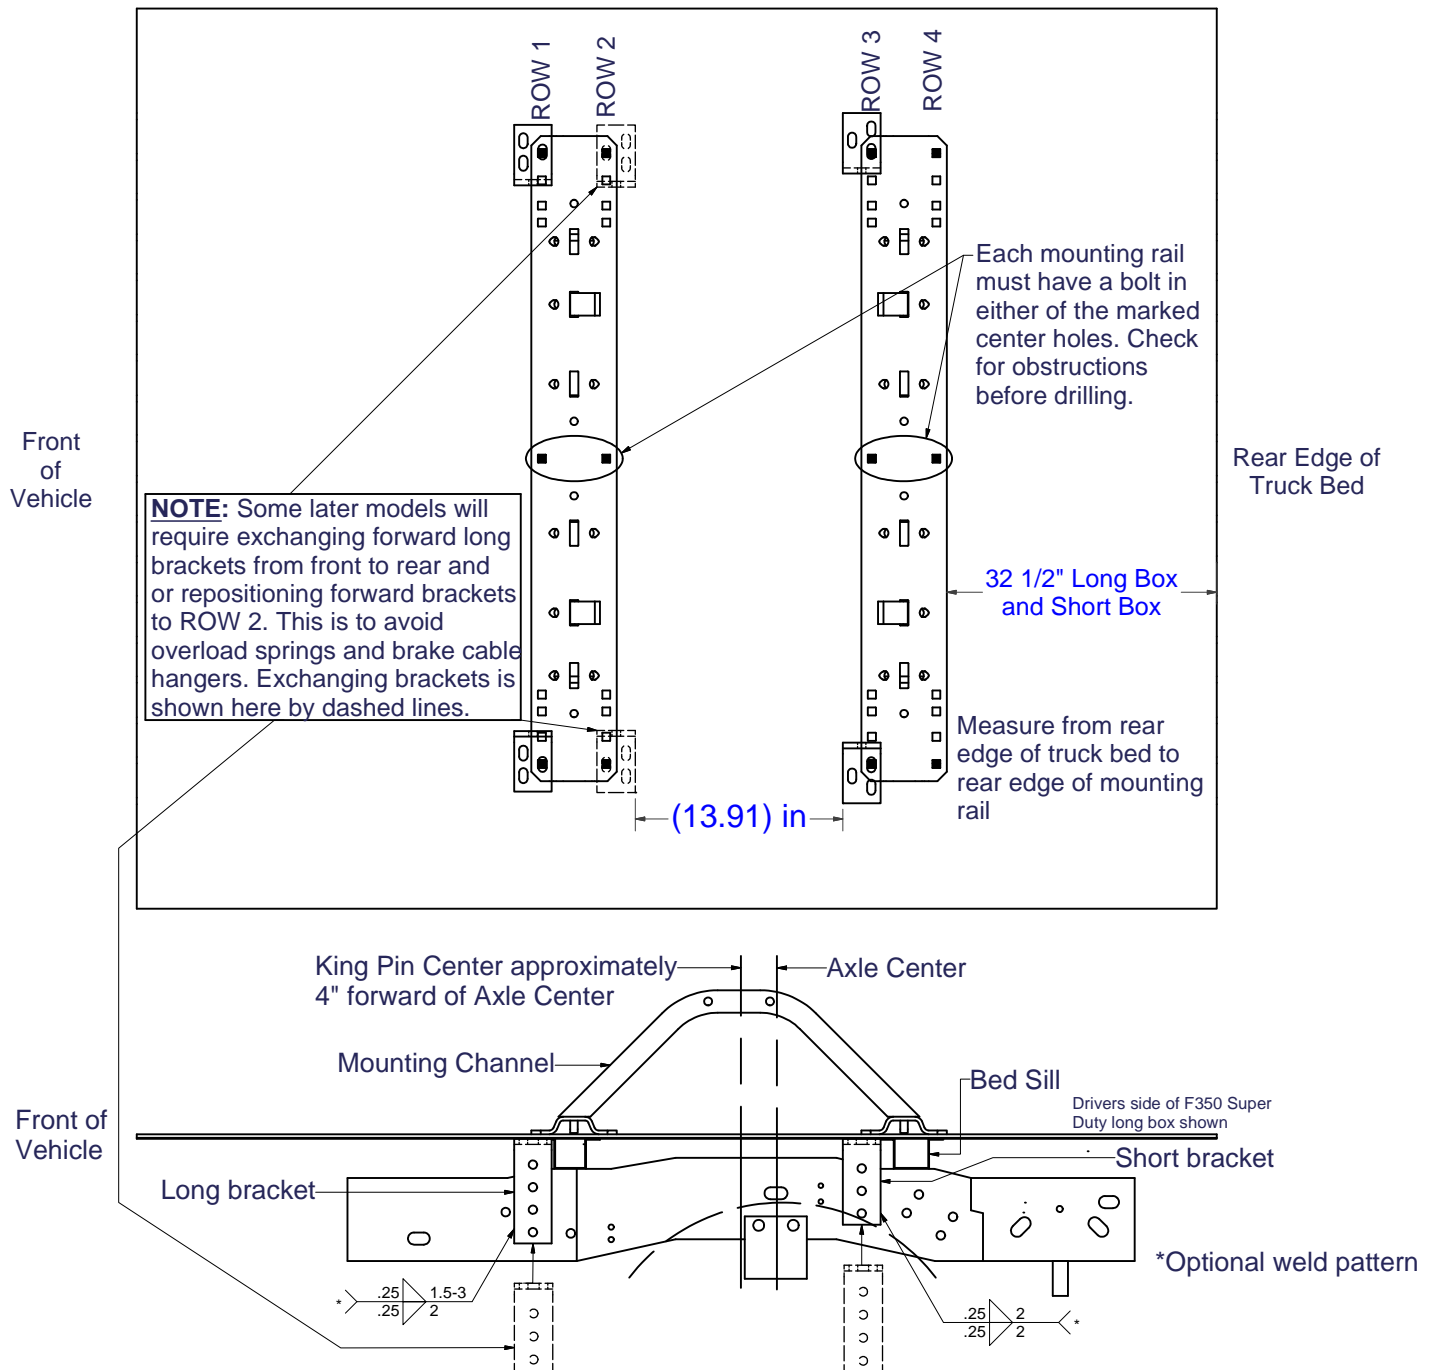 ROW 1
ROW 2
ROW 3
ROW 4
Each mounting rail
must have a bolt in
either of the marked
center holes. Check
for obstructions
before drilling.
Front
of
Vehicle
Rear Edge of
Truck Bed
NOTE: Some later models will
require exchanging forward long
brackets from front to rear and
or repositioning forward brackets
to ROW 2. This is to avoid
overload springs and brake cable
hangers. Exchanging brackets is
shown here by dashed lines.
32 1/2" Long Box
and Short Box
Measure from rear
edge of truck bed to
rear edge of mounting
rail
(13.91) in
King Pin Center approximately
4" forward of Axle Center
Axle Center
Mounting Channel
Bed Sill
Drivers side of F350 Super
Duty long box shown
Front of
Vehicle
Short bracket
Long bracket
*Optional weld pattern
* .25 1.5-3
.25 2
.25 2 *
.25 2